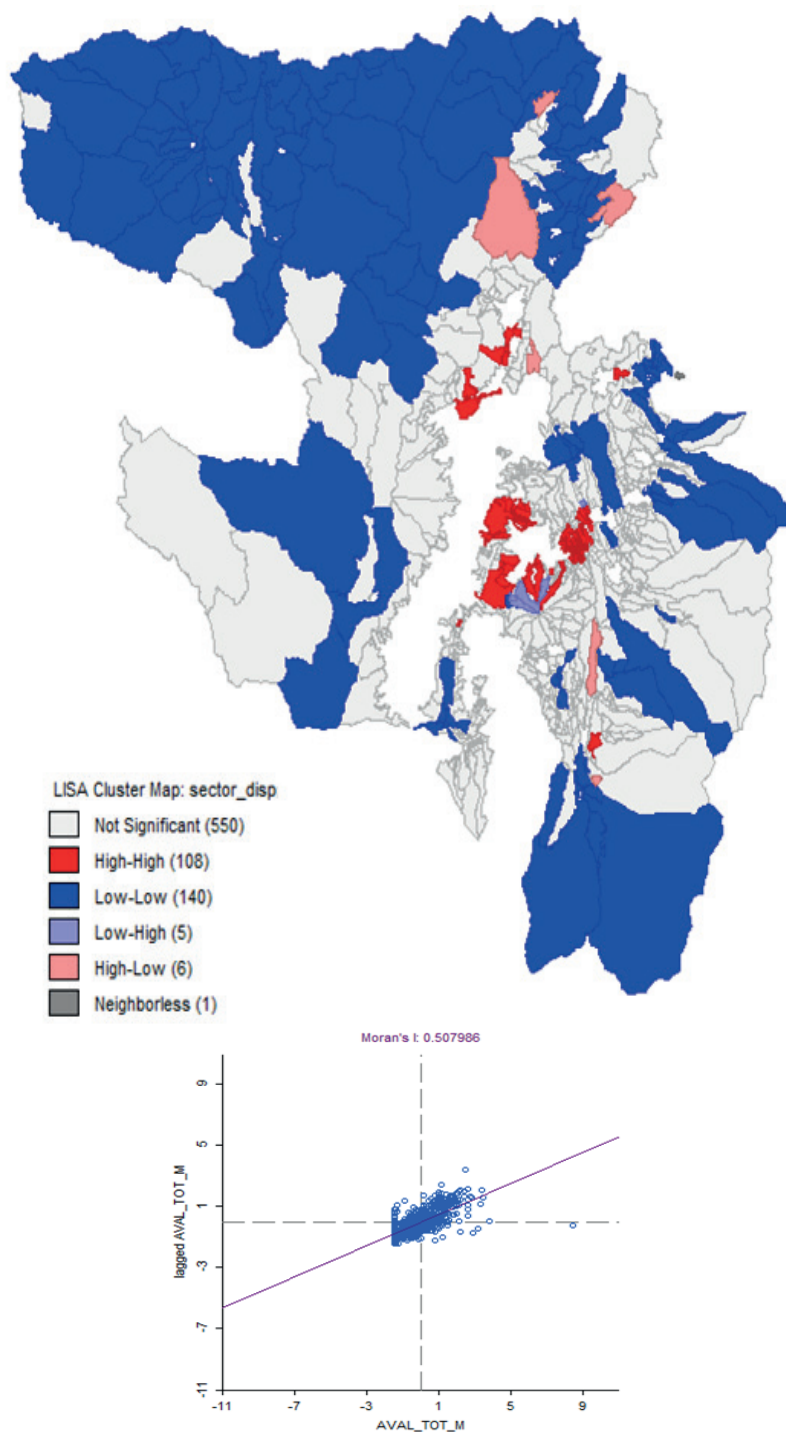 LISA Cluster Map: sector_disp
Not Significant (550)
High-High (108)
Low-Low (140)
Low-High (5)
High-Low (6)
Neighborless (1)
Moran's I: 0.507986
9
5
1
-3
-7
-11
lagged AVAL_TOT_M
-11 -7 -3 1 5 9
AVAL_TOT_M